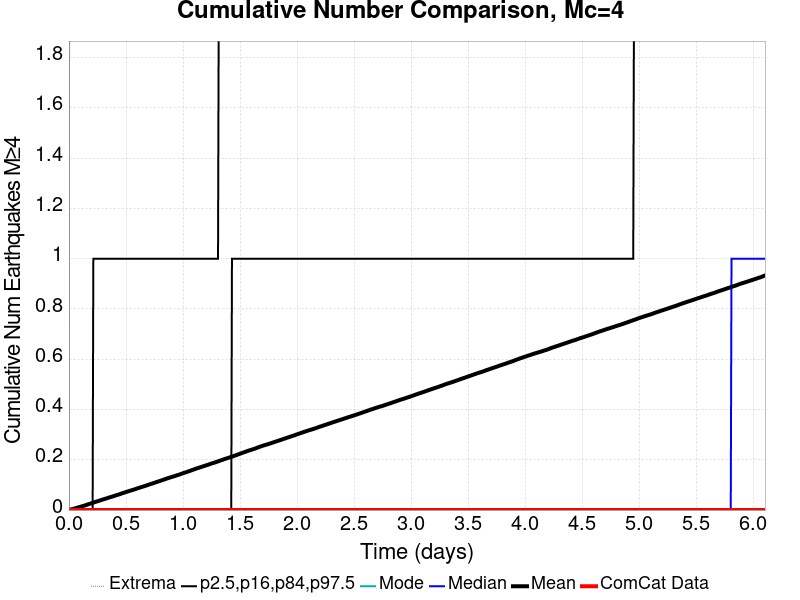 Cumulative Number Comparison, Mc=4
Cumulative Num Earthquakes M≥4
1.8
1.6
1.4
1.2
1
0.8
0.6
0.4
0.2
0
0.0 0.5 1.0 1.5 2.0 2.5 3.0 3.5 4.0 4.5 5.0 5.5 6.0
Time (days)
Extrema p2.5,p16,p84,p97.5 Mode Median Mean ComCat Data